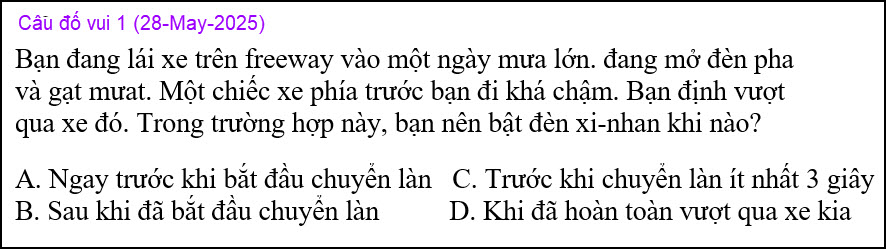 Câu đố vui 1 (28-May-2025)
Bạn đang lái xe trên freeway vào một ngày mưa lớn. đang mở đèn pha
và gạt mưat. Một chiếc xe phía trước bạn đi khá chậm. Bạn định vượt
qua xe đó. Trong trường hợp này, bạn nên bật đèn xi-nhan khi nào?
A. Ngay trước khi bắt đầu chuyển làn C. Trước khi chuyển làn ít nhất 3 giây
B. Sau khi đã bắt đầu chuyển làn D. Khi đã hoàn toàn vượt qua xe kia